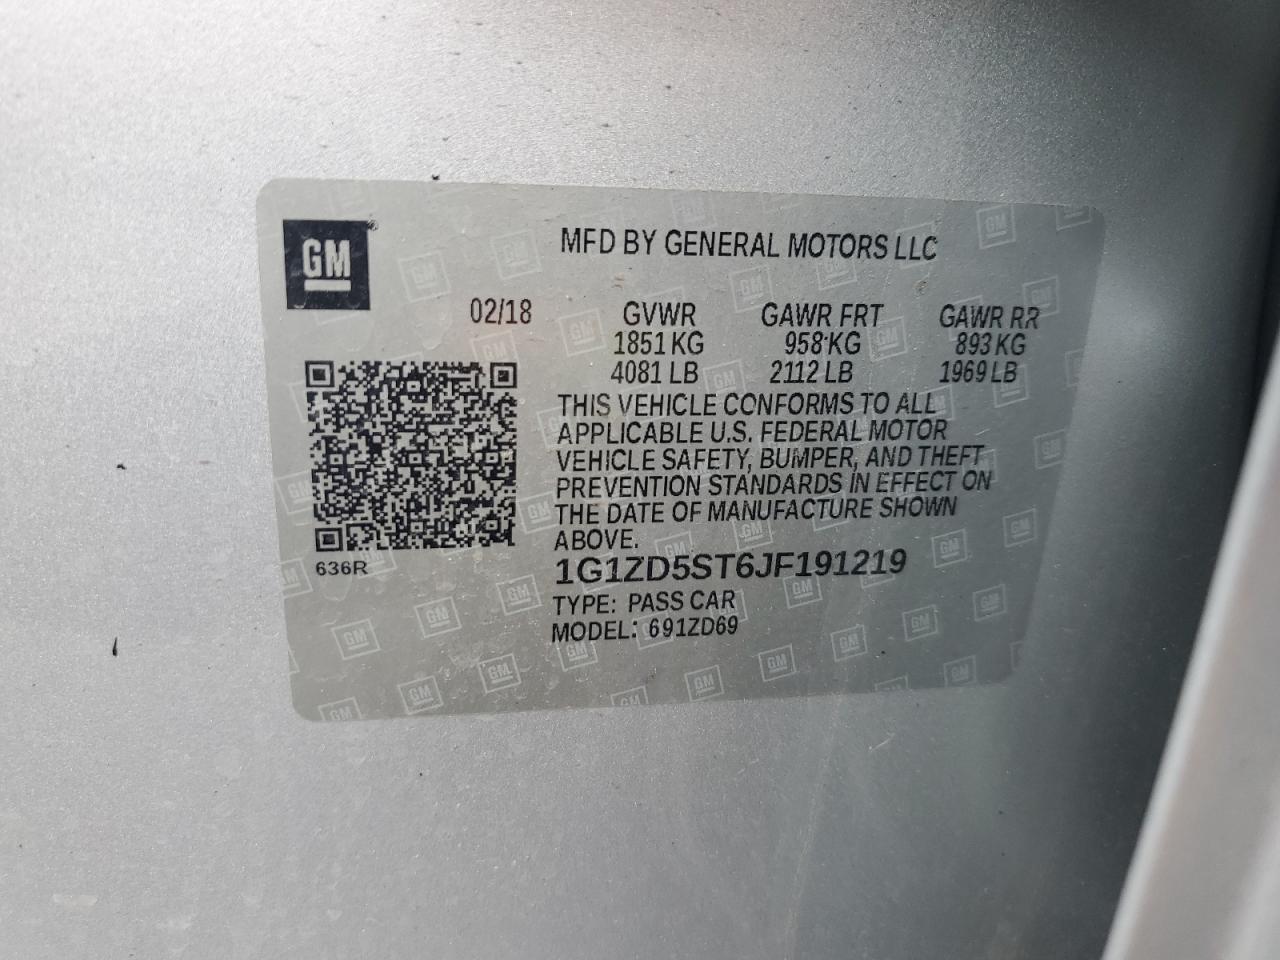 GM
MFD BY GENERAL MOTORS LLC
02/18 GVWR GAWR FRT GAWR RR
1851 KG 958 KG 893 KG
4081 LB 2112 LB 1969 LB
THIS VEHICLE CONFORMS TO ALL
APPLICABLE U.S. FEDERAL MOTOR
VEHICLE SAFETY, BUMPER, AND THEFT
PREVENTION STANDARDS IN EFFECT ON
THE DATE OF MANUFACTURE SHOWN
ABOVE.
636R
1G1ZD5ST6JF191219
TYPE: PASS CAR
MODEL: 691ZD69